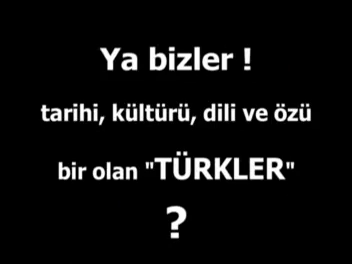 Ya bizler !
tarihi, kültürü, dili ve özü
bir olan "TÜRKLER"
?